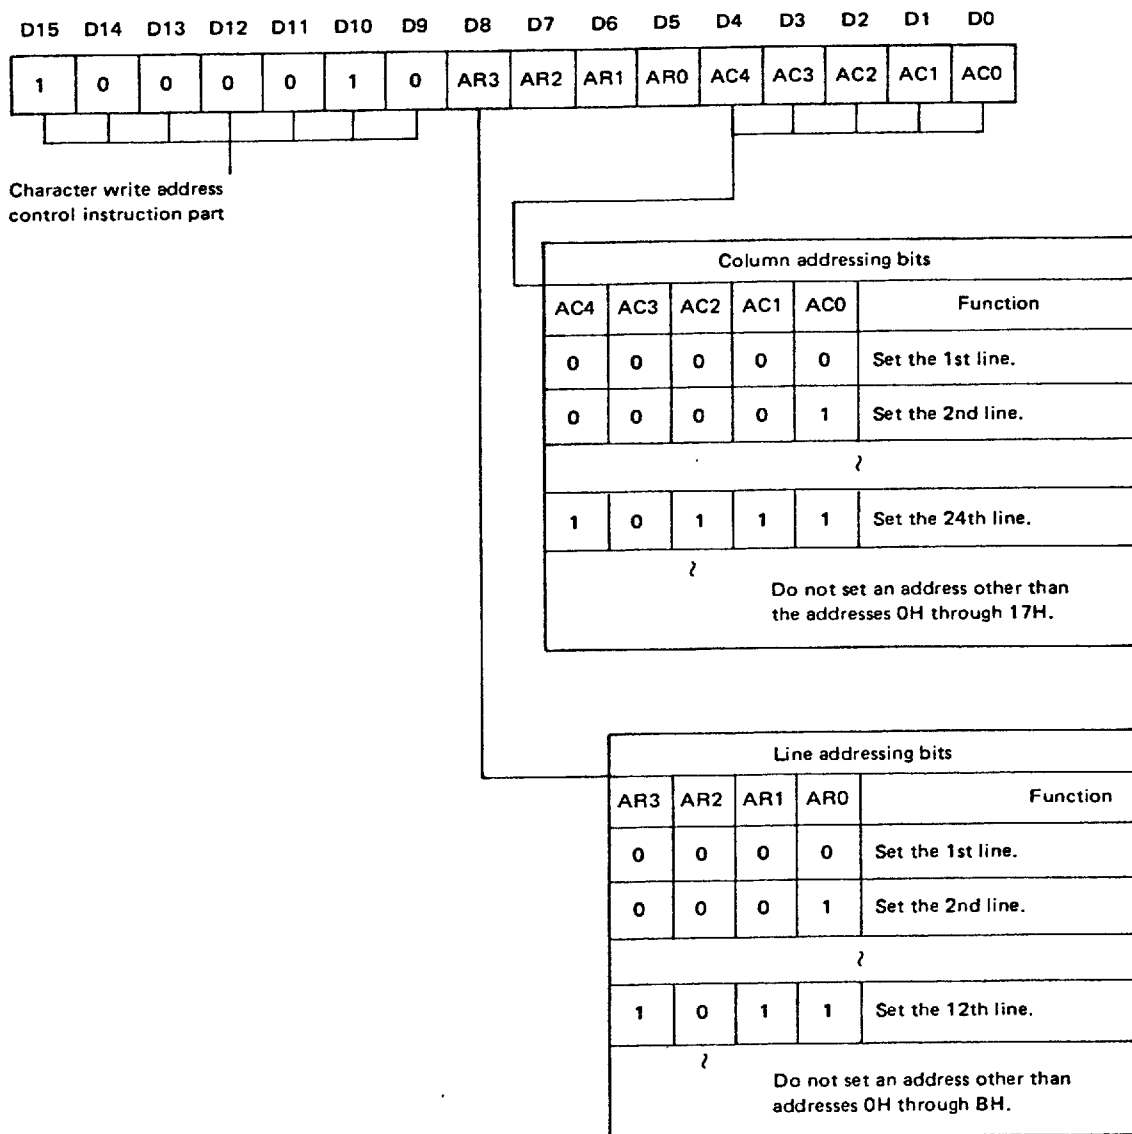 D15 D14 D13 D12 D11 D10 D9 D8 D7 D6 D5 D4 D3 D2 D1 D0
1 0 0 0 0 1 0 AR3 AR2 AR1 AR0 AC4 AC3 AC2 AC1 AC0
Character write address
control instruction part
Column addressing bits
AC4 AC3 AC2 AC1 AC0 Function
0 0 0 0 0 Set the 1st line.
0 0 0 0 1 Set the 2nd line.
≀
1 0 1 1 1 Set the 24th line.
≀
Do not set an address other than
the addresses 0H through 17H.
Line addressing bits
AR3 AR2 AR1 AR0 Function
0 0 0 0 Set the 1st line.
0 0 0 1 Set the 2nd line.
≀
1 0 1 1 Set the 12th line.
≀
Do not set an address other than
addresses 0H through BH.